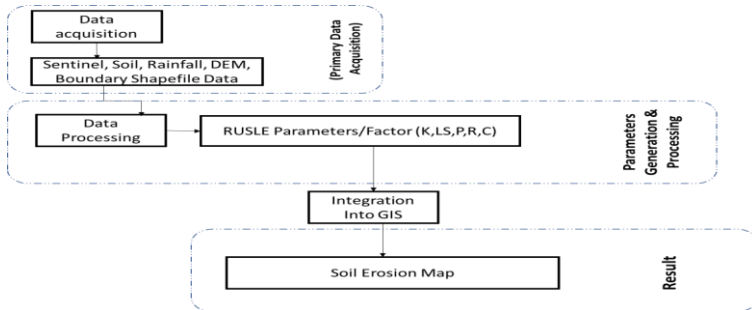 Data
acquisition
Sentinel, Soil, Rainfall, DEM,
Boundary Shapefile Data
(Primary Data
Acquisition)
Data
Processing
RUSLE Parameters/Factor (K,LS,P,R,C)
Parameters
Generation &
Processing
Integration
Into GIS
Soil Erosion Map
Result